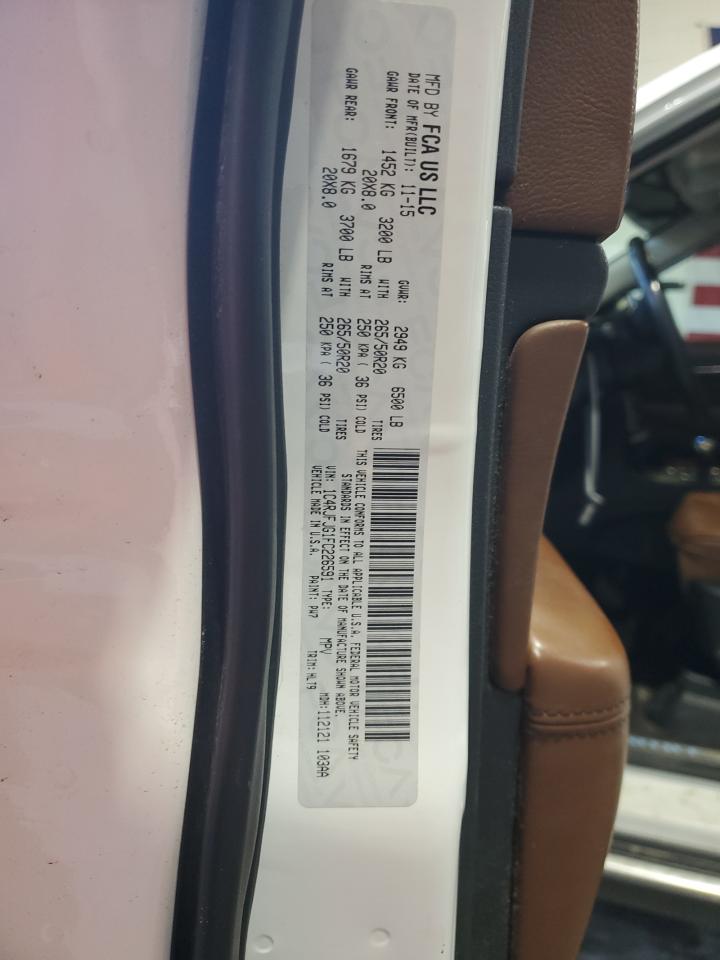 MFD BY FCA US LLC
DATE OF MFR(BUILT): 11-15 GVWR: 2949 KG 6500 LB
GAWR FRONT: 1452 KG 3200 LB WITH 265/50R20 TIRES
20X8.0 RIMS AT 250 KPA ( 36 PSI) COLD
GAWR REAR: 1679 KG 3700 LB WITH 265/50R20 TIRES
20X8.0 RIMS AT 250 KPA ( 36 PSI) COLD
THIS VEHICLE CONFORMS TO ALL APPLICABLE U.S.A. FEDERAL MOTOR VEHICLE SAFETY
STANDARDS IN EFFECT ON THE DATE OF MANUFACTURE SHOWN ABOVE.
VIN: 1C4RJFJG1FC226591 TYPE: MPV MDH:112121 103AA
VEHICLE MADE IN U.S.A. PAINT: PW7 TRIM: HLT9